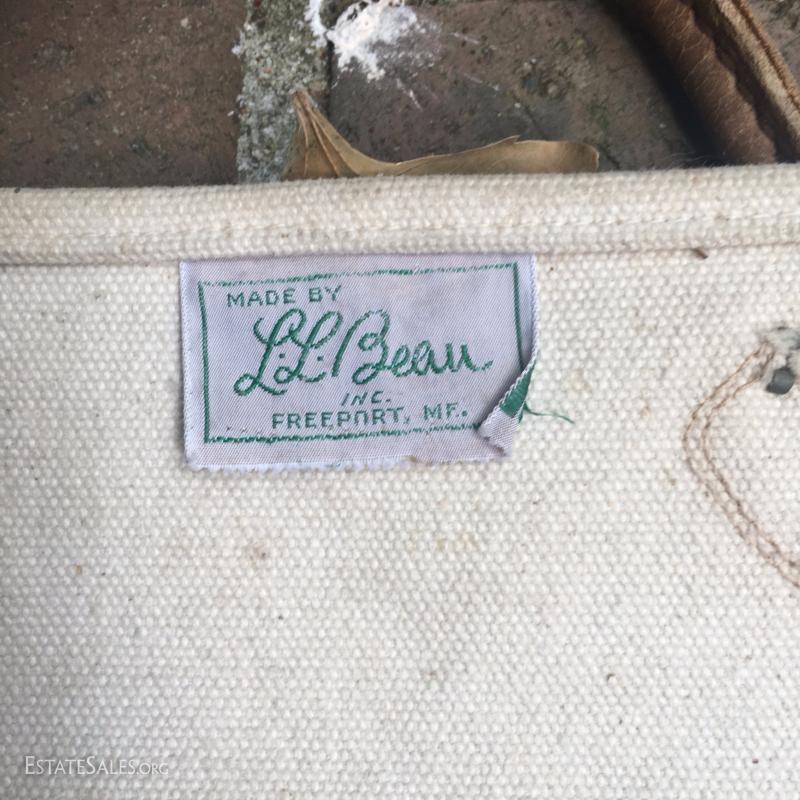 MADE BY
L.L. Bean
INC.
FREEPORT, ME.
ESTATESALES.ORG